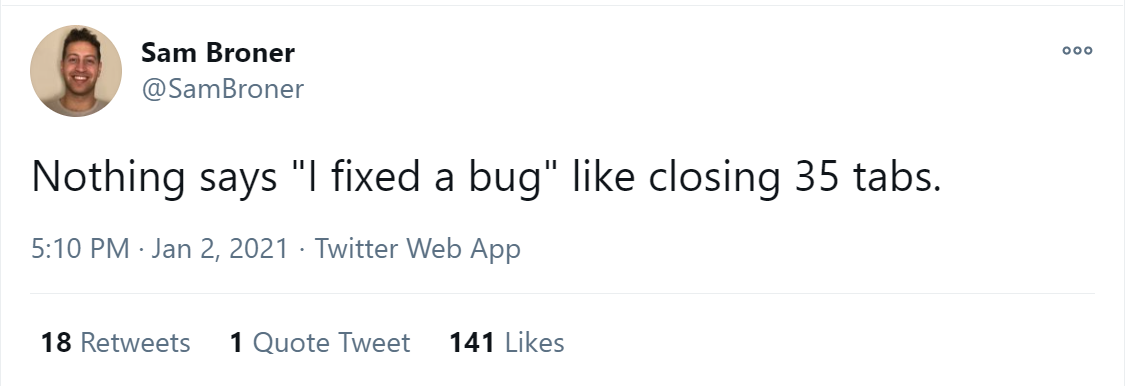 Sam Broner
@SamBroner
Nothing says "I fixed a bug" like closing 35 tabs.
5:10 PM · Jan 2, 2021 · Twitter Web App
18 Retweets 1 Quote Tweet 141 Likes